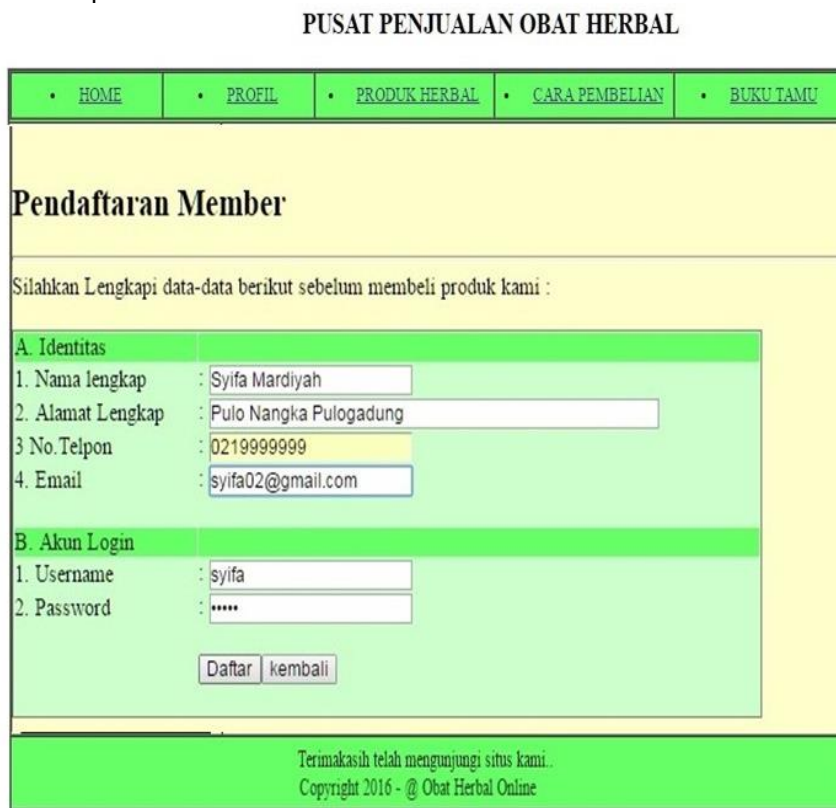 PUSAT PENJUALAN OBAT HERBAL
• HOME • PROFIL • PRODUK HERBAL • CARA PEMBELIAN • BUKU TAMU
Pendaftaran Member
Silahkan Lengkapi data-data berikut sebelum membeli produk kami :
A. Identitas
1. Nama lengkap : Syifa Mardiyah
2. Alamat Lengkap : Pulo Nangka Pulogadung
3 No.Telpon : 0219999999
4. Email : syifa02@gmail.com
B. Akun Login
1. Username : syifa
2. Password : •••••
Daftar kembali
Terimakasih telah mengunjungi situs kami..
Copyright 2016 - @ Obat Herbal Online